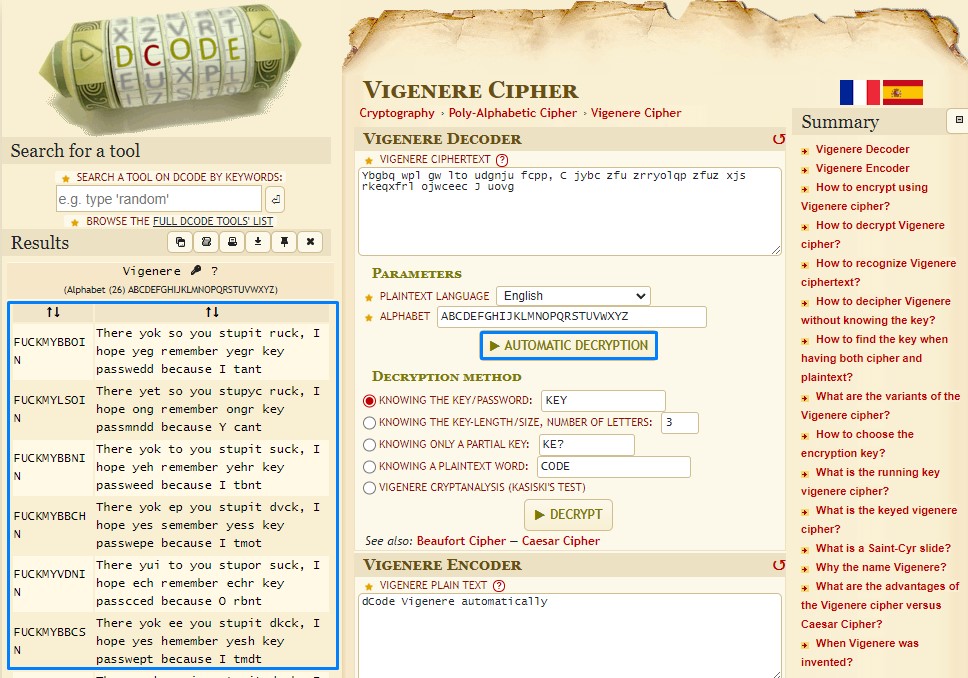 X Z V R T
D C O D E
E U X P L
Search for a tool
★ SEARCH A TOOL ON DCODE BY KEYWORDS:
e.g. type 'random'
★ BROWSE THE FULL DCODE TOOLS' LIST
Results
Vigenere ?
(Alphabet (26) ABCDEFGHIJKLMNOPQRSTUVWXYZ)
↑↓ ↑↓
FUCKMYBBOI
N
There yok so you stupit ruck, I
hope yeg remember yegr key
passwedd because I tant
FUCKMYLSOI
N
There yet so you stupyc ruck, I
hope ong remember ongr key
passmndd because Y cant
FUCKMYBBNI
N
There yok to you stupit suck, I
hope yeh remember yehr key
passweed because I tbnt
FUCKMYBBCH
N
There yok ep you stupit dvck, I
hope yes semember yess key
passwepe because I tmot
FUCKMYVDNI
N
There yui to you stupor suck, I
hope ech remember echr key
passcced because O rbnt
FUCKMYBBCS
N
There yok ee you stupit dkck, I
hope yes hemember yesh key
passwept because I tmdt
VIGENERE CIPHER
Cryptography › Poly-Alphabetic Cipher › Vigenere Cipher
VIGENERE DECODER
★ VIGENERE CIPHERTEXT ?
Ybgbq wpl gw lto udgnju fcpp, C jybc zfu zrryolqp zfuz xjs
rkeqxfrl ojwceec J uovg
PARAMETERS
★ PLAINTEXT LANGUAGE English
★ ALPHABET ABCDEFGHIJKLMNOPQRSTUVWXYZ
▶ AUTOMATIC DECRYPTION
DECRYPTION METHOD
KNOWING THE KEY/PASSWORD: KEY
KNOWING THE KEY-LENGTH/SIZE, NUMBER OF LETTERS: 3
KNOWING ONLY A PARTIAL KEY: KE?
KNOWING A PLAINTEXT WORD: CODE
VIGENERE CRYPTANALYSIS (KASISKI'S TEST)
▶ DECRYPT
See also: Beaufort Cipher — Caesar Cipher
VIGENERE ENCODER
★ VIGENERE PLAIN TEXT ?
dCode Vigenere automatically
Summary
Vigenere Decoder
Vigenere Encoder
How to encrypt using
Vigenere cipher?
How to decrypt Vigenere
cipher?
How to recognize Vigenere
ciphertext?
How to decipher Vigenere
without knowing the key?
How to find the key when
having both cipher and
plaintext?
What are the variants of the
Vigenere cipher?
How to choose the
encryption key?
What is the running key
vigenere cipher?
What is the keyed vigenere
cipher?
What is a Saint-Cyr slide?
Why the name Vigenere?
What are the advantages of
the Vigenere cipher versus
Caesar Cipher?
When Vigenere was
invented?